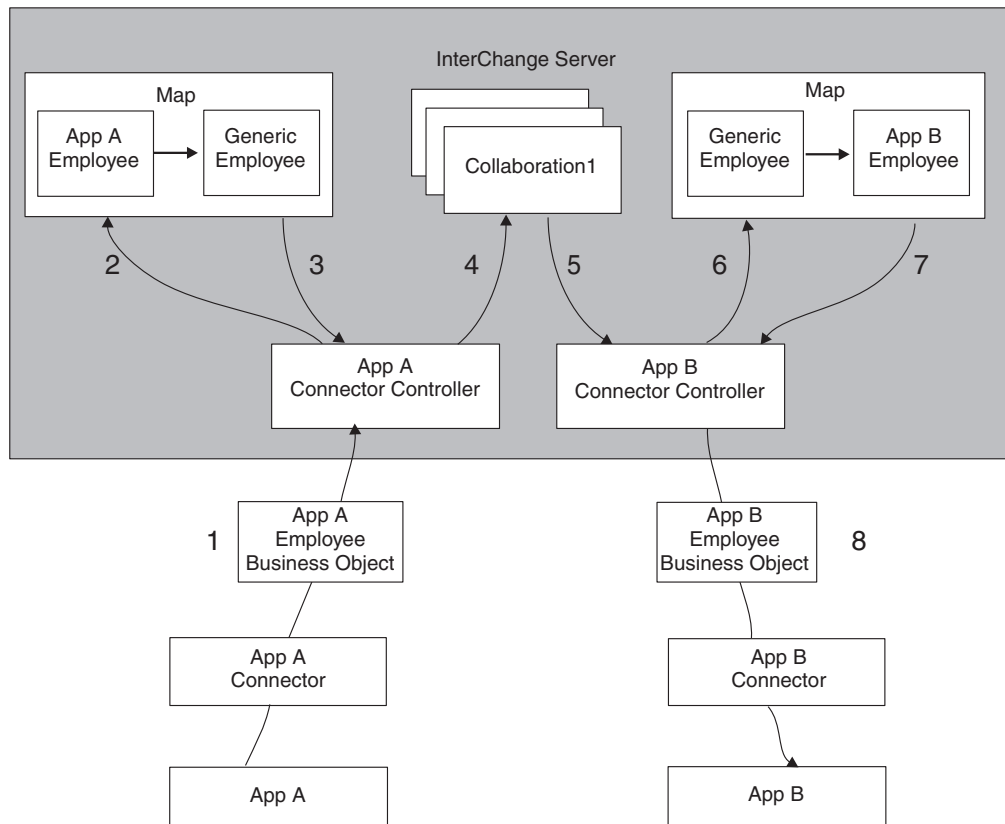 InterChange Server
Map
App A
Employee
Generic
Employee
Collaboration1
Map
Generic
Employee
App B
Employee
2
3
4
5
6
7
App A
Connector Controller
App B
Connector Controller
1
App A
Employee
Business Object
App B
Employee
Business Object
8
App A
Connector
App B
Connector
App A
App B